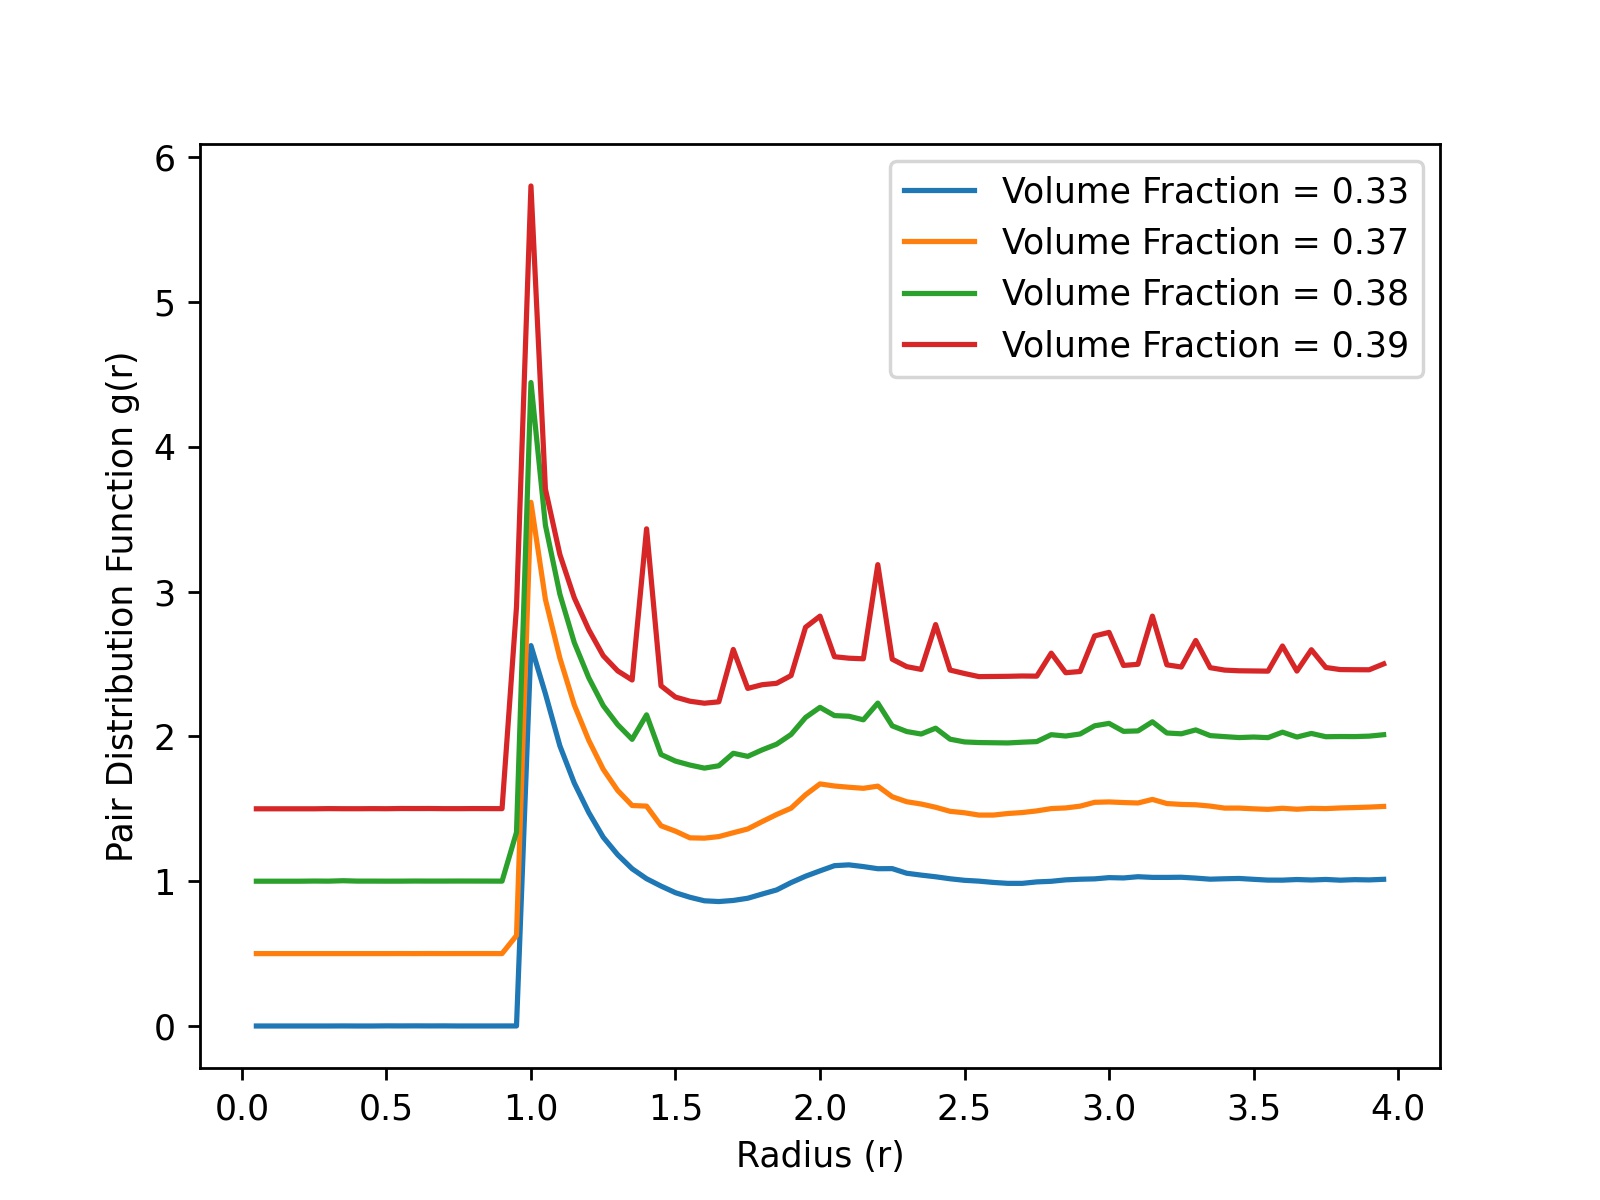 6
5
4
3
2
1
0
Pair Distribution Function g(r)
Volume Fraction = 0.33
Volume Fraction = 0.37
Volume Fraction = 0.38
Volume Fraction = 0.39
0.0 0.5 1.0 1.5 2.0 2.5 3.0 3.5 4.0
Radius (r)